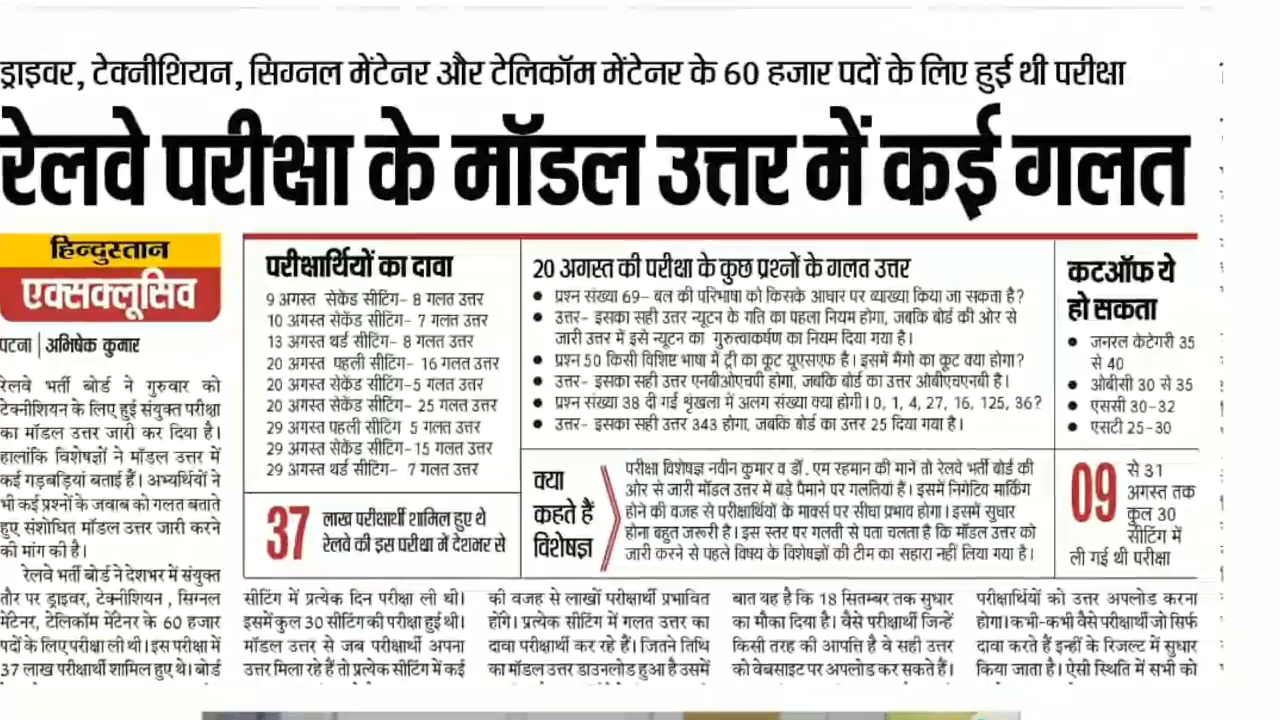 ड्राइवर, टेक्नीशियन, सिग्नल मेंटेनर और टेलिकॉम मेंटेनर के 60 हजार पदों के लिए हुई थी परीक्षा
रेलवे परीक्षा के मॉडल उत्तर में कई गलत
हिन्दुस्तान
एक्सक्लूसिव
पटना | अभिषेक कुमार
रेलवे भर्ती बोर्ड ने गुरुवार को
टेक्नीशियन के लिए हुई संयुक्त परीक्षा
का मॉडल उत्तर जारी कर दिया है।
हालांकि विशेषज्ञों ने मॉडल उत्तर में
कई गड़बड़ियां बताई हैं। अभ्यर्थियों ने
भी कई प्रश्नों के जवाब को गलत बताते
हुए संशोधित मॉडल उत्तर जारी करने
की मांग की है।
रेलवे भर्ती बोर्ड ने देशभर में संयुक्त
तौर पर ड्राइवर, टेक्नीशियन , सिग्नल
मेंटेनर, टेलिकॉम मेंटेनर के 60 हजार
पदों के लिए परीक्षा ली थी। इस परीक्षा में
37 लाख परीक्षार्थी शामिल हुए थे। बोर्ड
परीक्षार्थियों का दावा
9 अगस्त सेकेंड सीटिंग- 8 गलत उत्तर
10 अगस्त सेकेंड सीटिंग- 7 गलत उत्तर
13 अगस्त थर्ड सीटिंग- 8 गलत उत्तर
20 अगस्त पहली सीटिंग- 16 गलत उत्तर
20 अगस्त सेकेंड सीटिंग-5 गलत उत्तर
20 अगस्त सेकेंड सीटिंग- 25 गलत उत्तर
29 अगस्त पहली सीटिंग 5 गलत उत्तर
29 अगस्त सेकेंड सीटिंग- 15 गलत उत्तर
29 अगस्त थर्ड सीटिंग- 7 गलत उत्तर
37 लाख परीक्षार्थी शामिल हुए थे
रेलवे की इस परीक्षा में देशभर से
20 अगस्त की परीक्षा के कुछ प्रश्नों के गलत उत्तर
• प्रश्न संख्या 69- बल की परिभाषा को किसके आधार पर व्याख्या किया जा सकता है?
• उत्तर- इसका सही उत्तर न्यूटन के गति का पहला नियम होगा, जबकि बोर्ड की ओर से
जारी उत्तर में इसे न्यूटन का गुरुत्वाकर्षण का नियम दिया गया है।
• प्रश्न 50 किसी विशिष्ट भाषा में ट्री का कूट यूएसएफ है। इसमें मैंगो का कूट क्या होगा?
• उत्तर- इसका सही उत्तर एनबीओएचपी होगा, जबकि बोर्ड का उत्तर ओबीएचएनबी है।
• प्रश्न संख्या 38 दी गई श्रृंखला में अलग संख्या क्या होगी। 0, 1, 4, 27, 16, 125, 36?
• उत्तर- इसका सही उत्तर 343 होगा, जबकि बोर्ड का उत्तर 25 दिया गया है।
क्या
कहते हैं
विशेषज्ञ
परीक्षा विशेषज्ञ नवीन कुमार व डॉ. एम रहमान की मानें तो रेलवे भर्ती बोर्ड की
ओर से जारी मॉडल उत्तर में बड़े पैमाने पर गलतियां हैं। इसमें निगेटिव मार्किंग
होने की वजह से परीक्षार्थियों के मार्क्स पर सीधा प्रभाव होगा। इसमें सुधार
होना बहुत जरूरी है। इस स्तर पर गलती से पता चलता है कि मॉडल उत्तर को
जारी करने से पहले विषय के विशेषज्ञों की टीम का सहारा नहीं लिया गया है।
कटऑफ ये
हो सकता
• जनरल केटेगरी 35
से 40
• ओबीसी 30 से 35
• एससी 30-32
• एसटी 25-30
09 से 31
अगस्त तक
कुल 30
सीटिंग में
ली गई थी परीक्षा
सीटिंग में प्रत्येक दिन परीक्षा ली थी।
इसमें कुल 30 सीटिंग की परीक्षा हुई थी।
मॉडल उत्तर से जब परीक्षार्थी अपना
उत्तर मिला रहे हैं तो प्रत्येक सीटिंग में कई
की वजह से लाखों परीक्षार्थी प्रभावित
होंगे। प्रत्येक सीटिंग में गलत उत्तर का
दावा परीक्षार्थी कर रहे हैं। जितने तिथि
का मॉडल उत्तर डाउनलोड हुआ है उसमें
बात यह है कि 18 सितम्बर तक सुधार
का मौका दिया है। वैसे परीक्षार्थी जिन्हें
किसी तरह की आपत्ति है वे सही उत्तर
को वेबसाइट पर अपलोड कर सकते हैं।
परीक्षार्थियों को उत्तर अपलोड करना
होगा। कभी-कभी वैसे परीक्षार्थी जो सिर्फ
दावा करते हैं इन्हीं के रिजल्ट में सुधार
किया जाता है। ऐसी स्थिति में सभी को